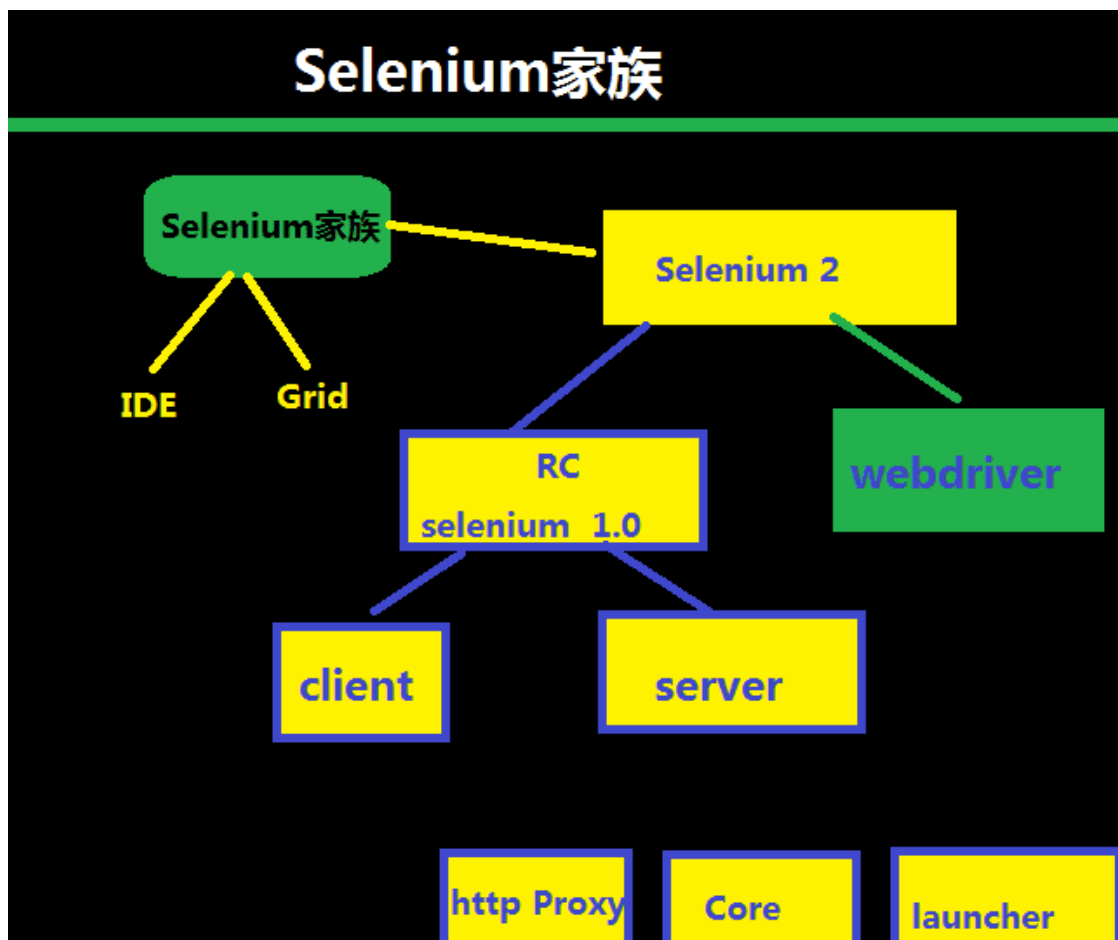 Selenium家族
Selenium家族
Selenium 2
IDE
Grid
RC
selenium 1.0
webdriver
client
server
http Proxy
Core
launcher